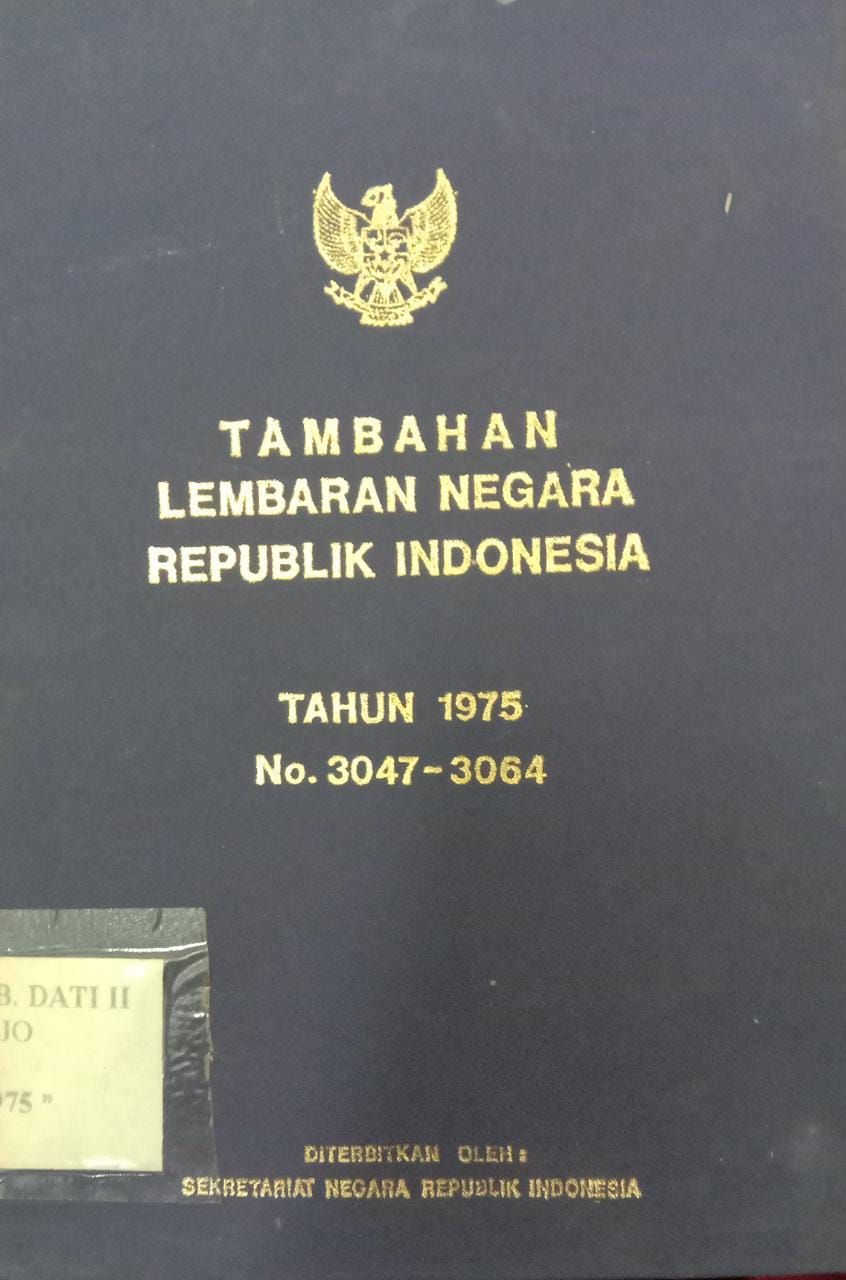 TAMBAHAN
LEMBARAN NEGARA
REPUBLIK INDONESIA
TAHUN 1975
No. 3047-3064
B. DATI II
JO
975 "
DITERBITKAN OLEH :
SEKRETARIAT NEGARA REPUBLIK INDONESIA